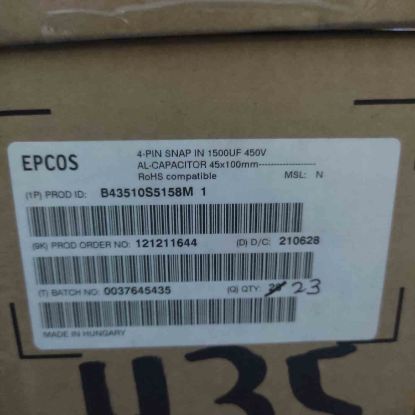 EPCOS
4-PIN SNAP IN 1500UF 450V
AL-CAPACITOR 45x100mm--------------------
RoHS compatible MSL: N
(1P) PROD ID: B43510S5158M 1
(9K) PROD ORDER NO: 121211644 (D) D/C: 210628
(T) BATCH NO: 0037645435 (Q) QTY: 23
MADE IN HUNGARY